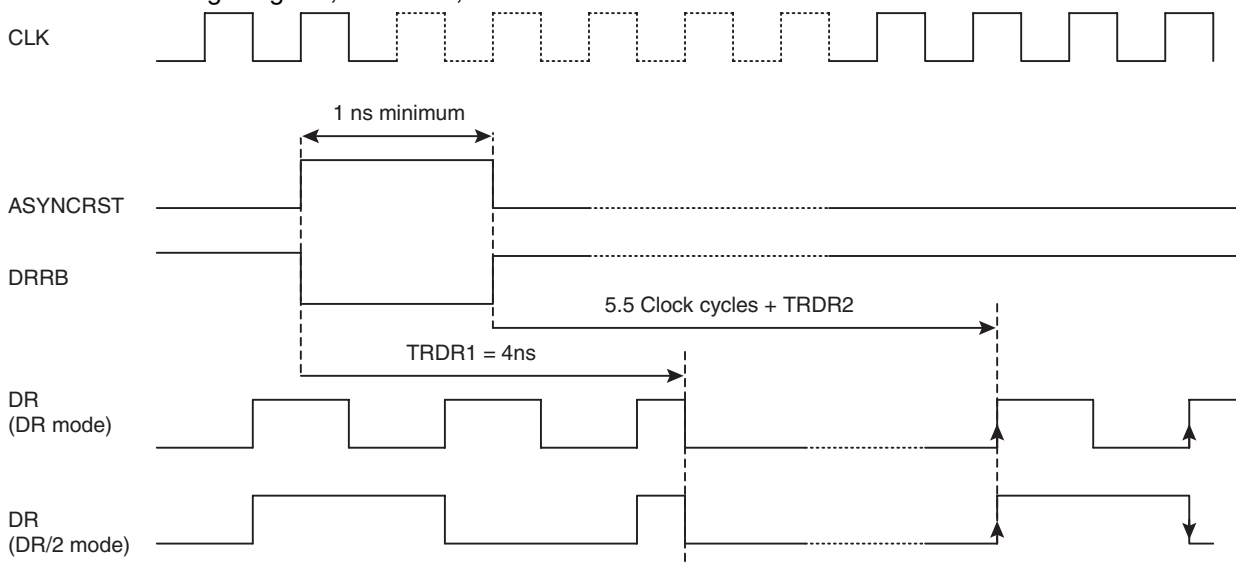 CLK
1 ns minimum
ASYNCRST
DRRB
5.5 Clock cycles + TRDR2
TRDR1 = 4ns
DR
(DR mode)
DR
(DR/2 mode)